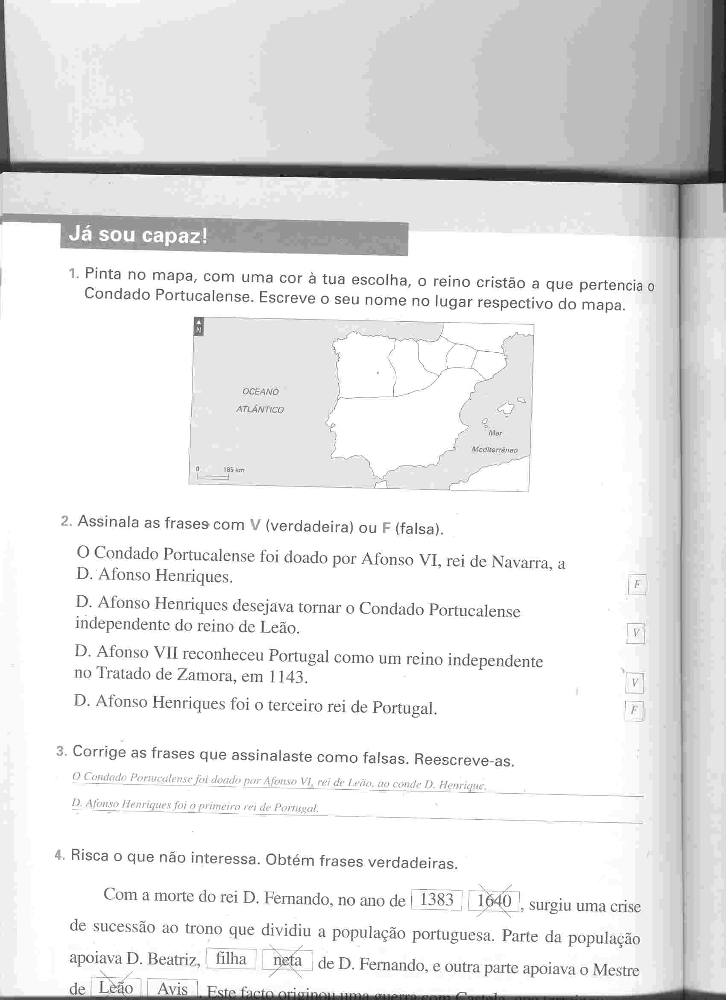 Já sou capaz!
1. Pinta no mapa, com uma cor à tua escolha, o reino cristão a que pertencia o
Condado Portucalense. Escreve o seu nome no lugar respectivo do mapa.
N
OCEANO
ATLÂNTICO
Mar
Mediterrâneo
0 185 km
2. Assinala as frases com V (verdadeira) ou F (falsa).
O Condado Portucalense foi doado por Afonso VI, rei de Navarra, a
D. Afonso Henriques.
F
D. Afonso Henriques desejava tornar o Condado Portucalense
independente do reino de Leão.
V
D. Afonso VII reconheceu Portugal como um reino independente
no Tratado de Zamora, em 1143.
V
D. Afonso Henriques foi o terceiro rei de Portugal.
F
3. Corrige as frases que assinalaste como falsas. Reescreve-as.
O Condado Portucalense foi doado por Afonso VI, rei de Leão, ao conde D. Henrique.
D. Afonso Henriques foi o primeiro rei de Portugal.
4. Risca o que não interessa. Obtém frases verdadeiras.
Com a morte do rei D. Fernando, no ano de 1383 1640, surgiu uma crise
de sucessão ao trono que dividiu a população portuguesa. Parte da população
apoiava D. Beatriz, filha neta de D. Fernando, e outra parte apoiava o Mestre
de Leão Avis. Este facto originou uma guerra com